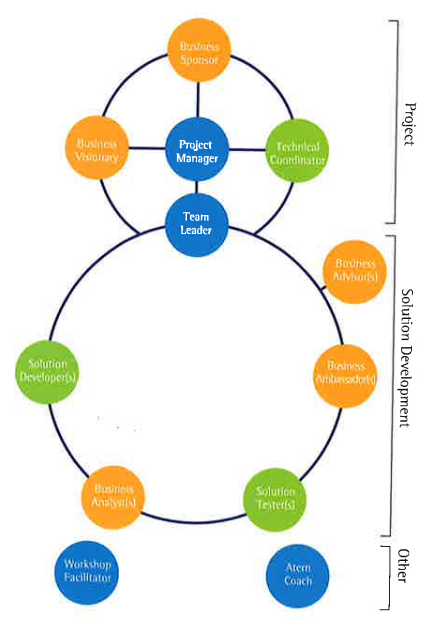 Business
Sponsor
Business
Visionary
Project
Manager
Technical
Coordinator
Team
Leader
Project
Business
Advisor(s)
Solution
Developer(s)
Business
Ambassador(s)
Solution Development
Business
Analyst(s)
Solution
Tester(s)
Workshop
Facilitator
Atern
Coach
Other